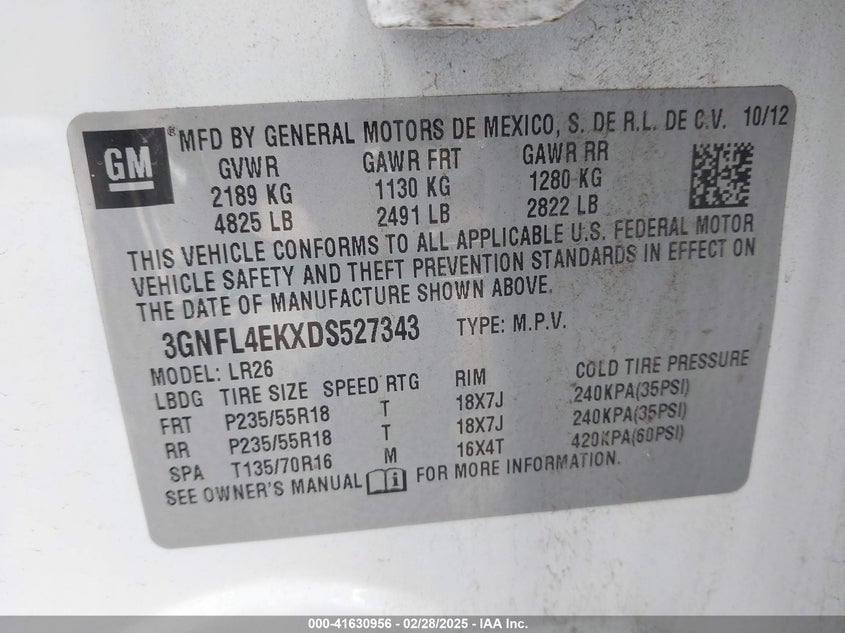 GM ® MFD BY GENERAL MOTORS DE MEXICO, S. DE R.L. DE C.V. 10/12
GVWR GAWR FRT GAWR RR
2189 KG 1130 KG 1280 KG
4825 LB 2491 LB 2822 LB
THIS VEHICLE CONFORMS TO ALL APPLICABLE U.S. FEDERAL MOTOR
VEHICLE SAFETY AND THEFT PREVENTION STANDARDS IN EFFECT ON
THE DATE OF MANUFACTURE SHOWN ABOVE.
3GNFL4EKXDS527343 TYPE: M.P.V.
MODEL: LR26
LBDG TIRE SIZE SPEED RTG RIM COLD TIRE PRESSURE
FRT P235/55R18 T 18X7J 240KPA(35PSI)
RR P235/55R18 T 18X7J 240KPA(35PSI)
SPA T135/70R16 M 16X4T 420KPA(60PSI)
SEE OWNER'S MANUAL FOR MORE INFORMATION.
000-41630956 - 02/28/2025 - IAA Inc.